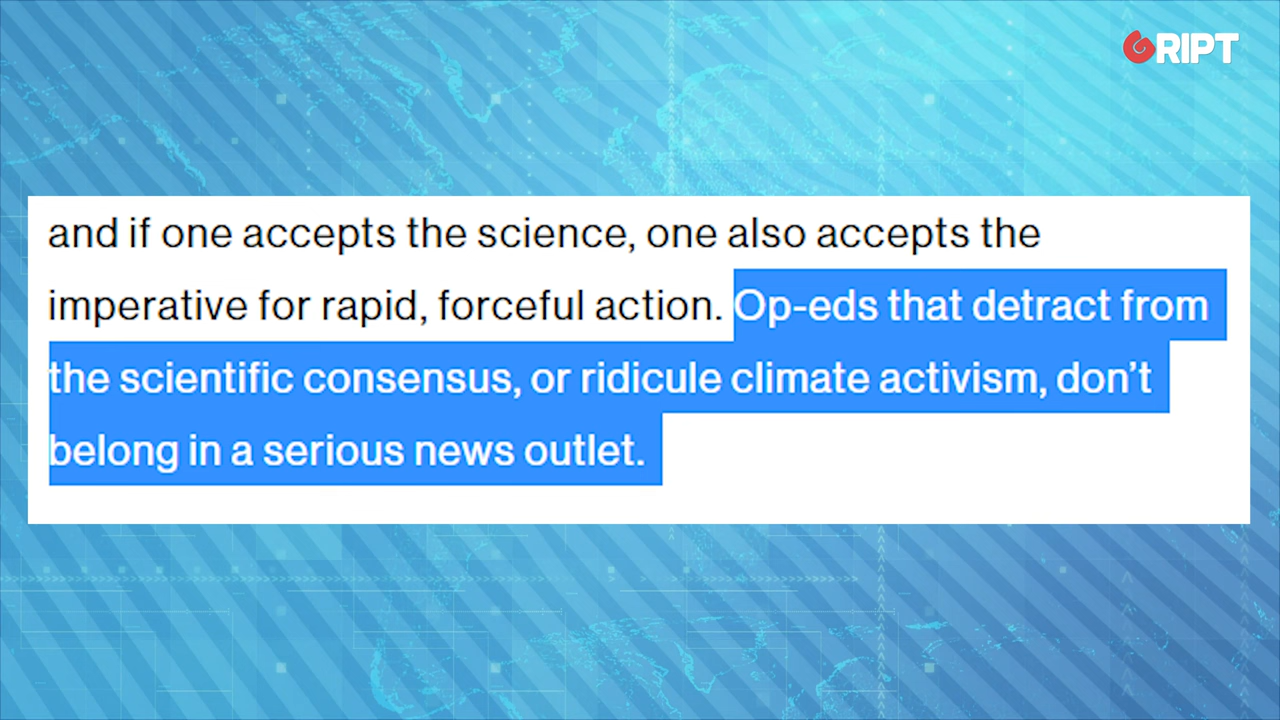 GRIPT
and if one accepts the science, one also accepts the
imperative for rapid, forceful action. Op-eds that detract from
the scientific consensus, or ridicule climate activism, don’t
belong in a serious news outlet.